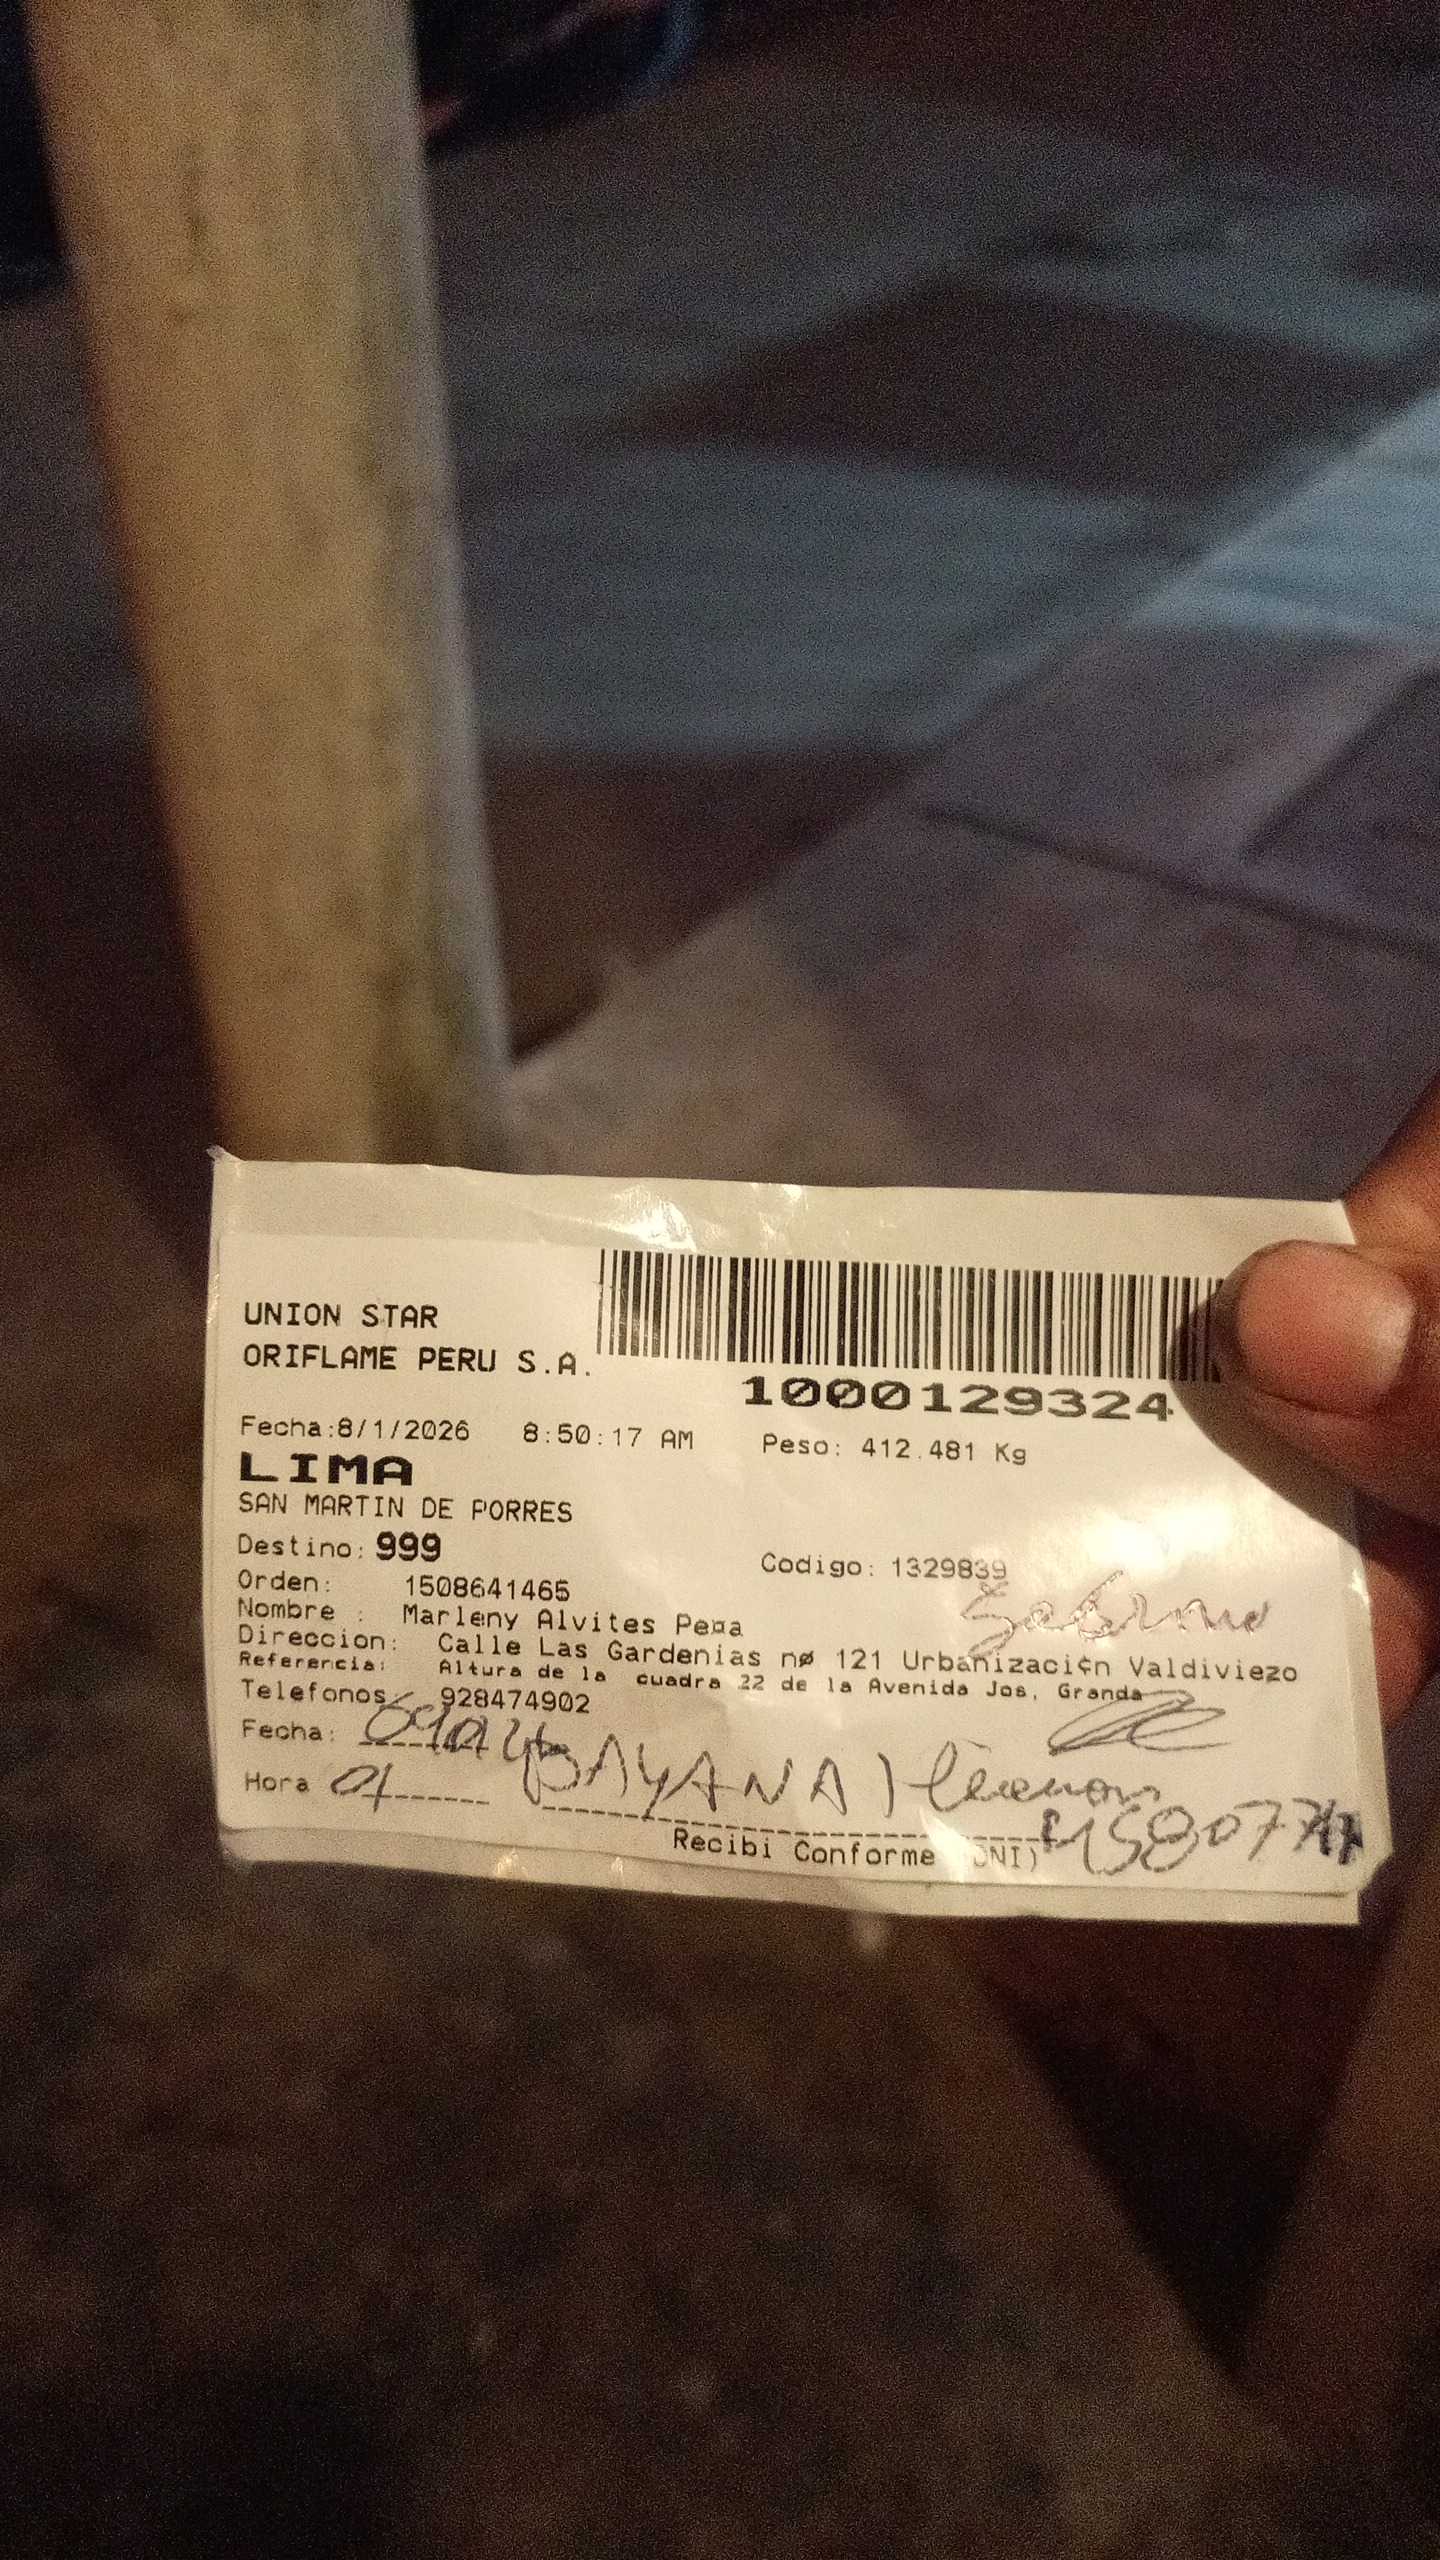 UNION STAR
ORIFLAME PERU S.A.
1000129324
Fecha:8/1/2026 8:50:17 AM Peso: 412.481 Kg
LIMA
SAN MARTIN DE PORRES
Destino: 999
Codigo: 1329839
Orden: 1508641465
Nombre : Marleny Alvites Pe¤a
Direccion: Calle Las Gardenias nø 121 Urbanizaci¢n Valdiviezo
Referencia: Altura de la cuadra 22 de la Avenida Jos, Granda
Telefonos 928474902
Fecha:
Hora 01
DAYANA
Recibi Conforme (DNI)